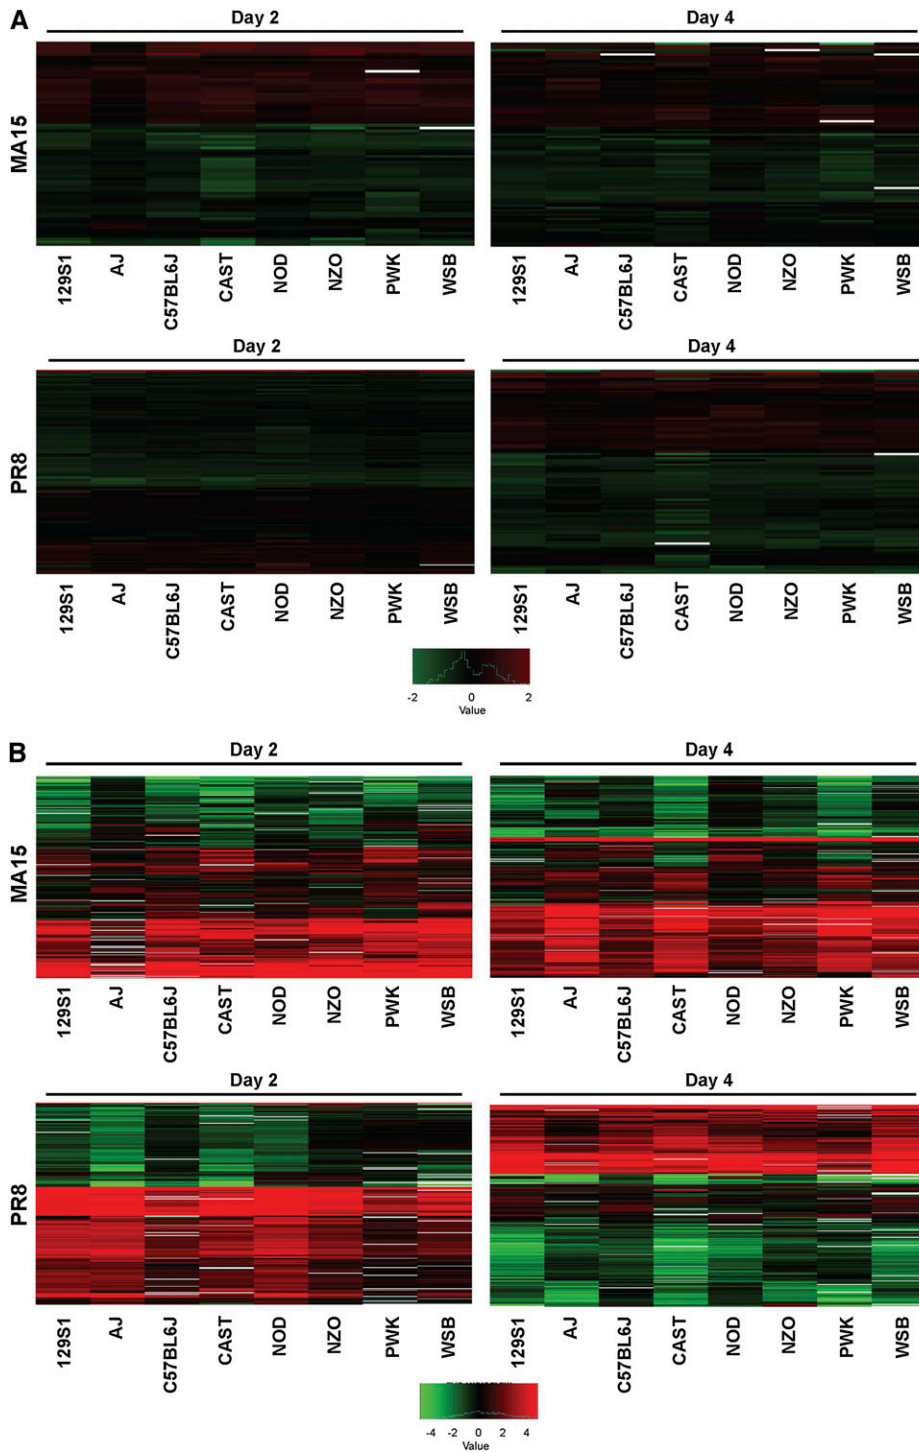 A
Day 2
Day 4
MA15
129S1
AJ
C57BL6J
CAST
NOD
NZO
PWK
WSB
129S1
AJ
C57BL6J
CAST
NOD
NZO
PWK
WSB
Day 2
Day 4
PR8
129S1
AJ
C57BL6J
CAST
NOD
NZO
PWK
WSB
129S1
AJ
C57BL6J
CAST
NOD
NZO
PWK
WSB
-2 0 2
Value
B
Day 2
Day 4
MA15
129S1
AJ
C57BL6J
CAST
NOD
NZO
PWK
WSB
129S1
AJ
C57BL6J
CAST
NOD
NZO
PWK
WSB
Day 2
Day 4
PR8
129S1
AJ
C57BL6J
CAST
NOD
NZO
PWK
WSB
129S1
AJ
C57BL6J
CAST
NOD
NZO
PWK
WSB
-4 -2 0 2 4
Value